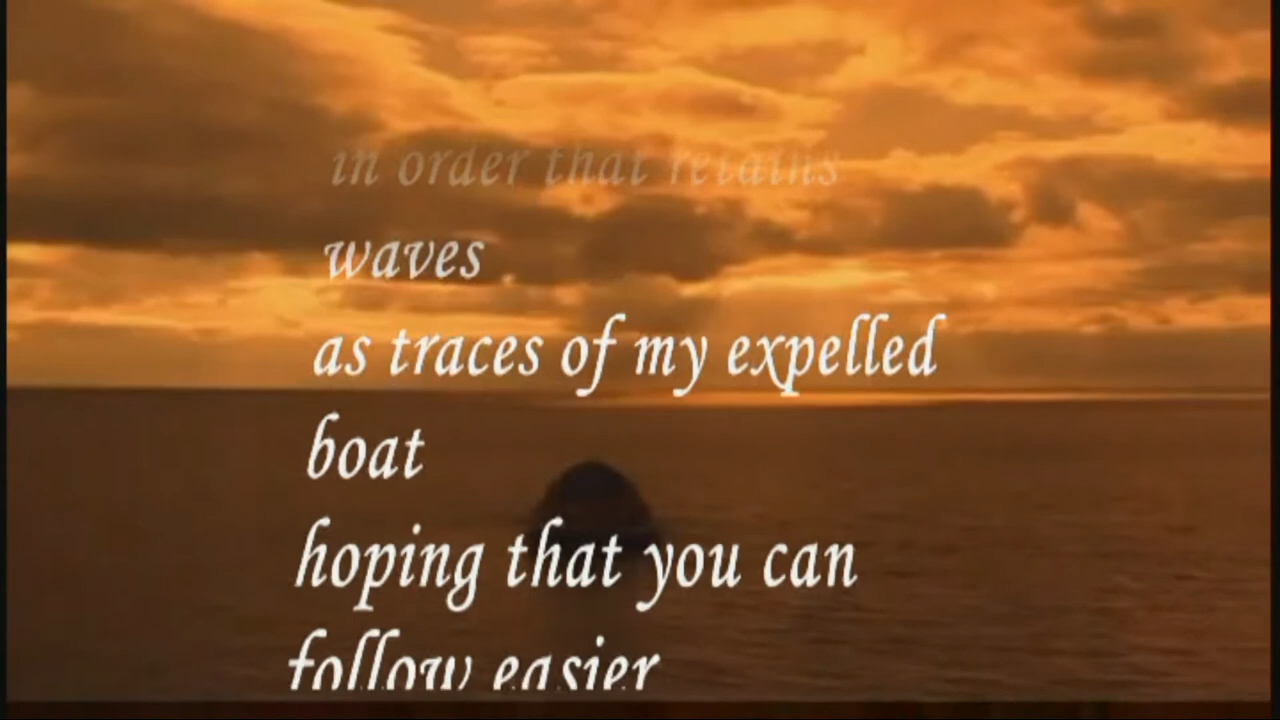 in order that retains
waves
as traces of my expelled
boat
hoping that you can
follow easier